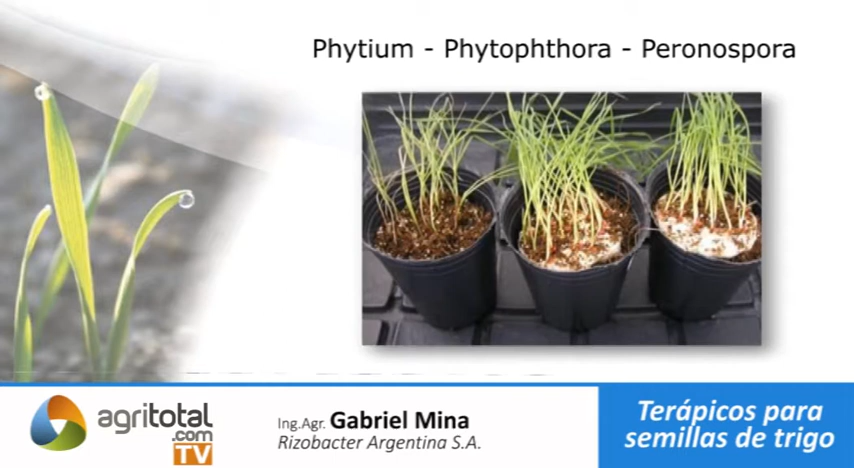 Phytium - Phytophthora - Peronospora
agritotal
.com
TV
Ing.Agr. Gabriel Mina
Rizobacter Argentina S.A.
Terápicos para
semillas de trigo